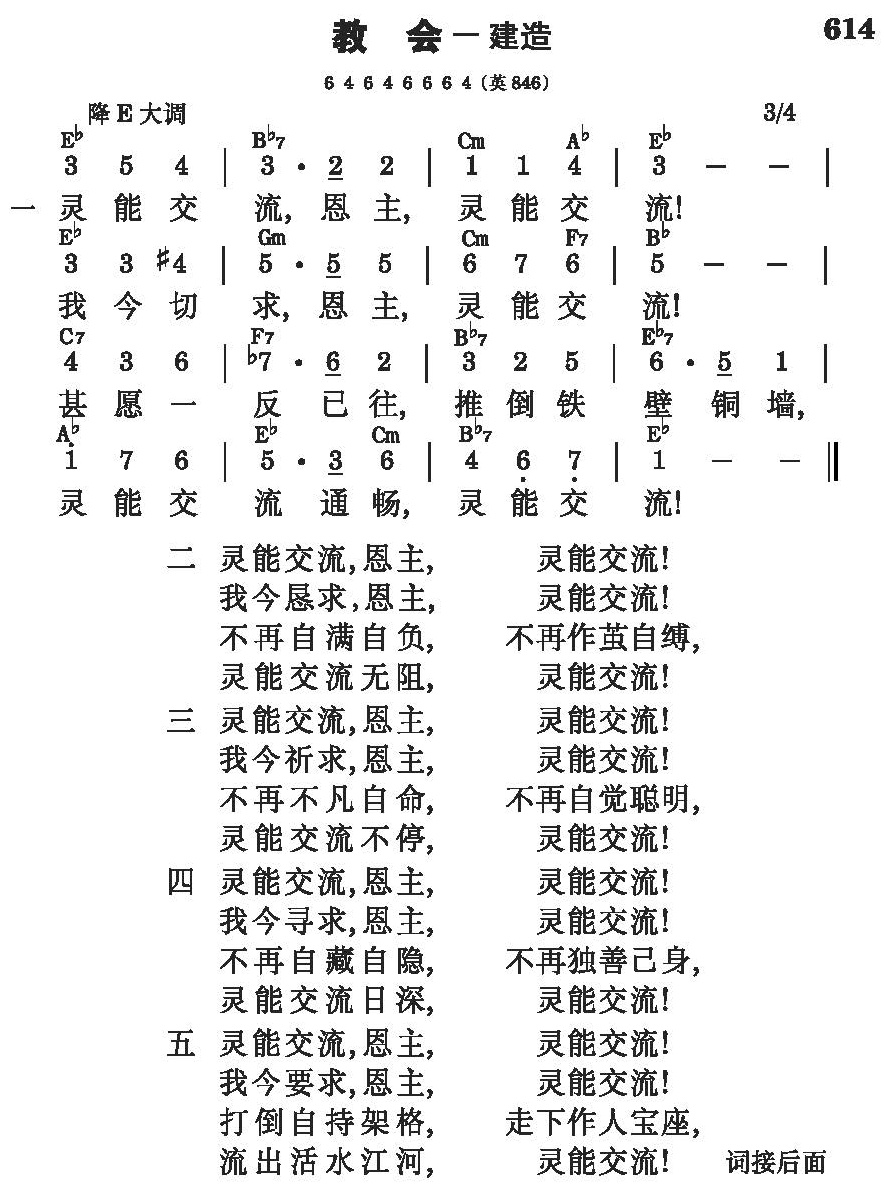 教 会－建造 614
6 4 6 4 6 6 6 4（英846）
降E大调 3/4
E♭ B♭7 Cm A♭ E♭
3 5 4 | 3 · 2 2 | 1 1 4 | 3 － － |
一 灵能交 流,恩主, 灵能交 流!
E♭ Gm Cm F7 B♭
3 3 ♯4 | 5 · 5 5 | 6 7 6 | 5 － － |
我今切 求,恩主, 灵能交 流!
C7 F7 B♭7 E♭7
4 3 6 | ♭7 · 6 2 | 3 2 5 | 6 · 5 1 |
甚愿一 反已往, 推倒铁 壁铜墙,
A♭ E♭ Cm B♭7 E♭
1̇ 7 6 | 5 · 3 6 | 4 6̣ 7̣ | 1 － － ‖
灵能交 流通畅, 灵能交 流!
二 灵能交流,恩主, 灵能交流!
我今恳求,恩主, 灵能交流!
不再自满自负, 不再作茧自缚,
灵能交流无阻, 灵能交流!
三 灵能交流,恩主, 灵能交流!
我今祈求,恩主, 灵能交流!
不再不凡自命, 不再自觉聪明,
灵能交流不停, 灵能交流!
四 灵能交流,恩主, 灵能交流!
我今寻求,恩主, 灵能交流!
不再自藏自隐, 不再独善己身,
灵能交流日深, 灵能交流!
五 灵能交流,恩主, 灵能交流!
我今要求,恩主, 灵能交流!
打倒自持架格, 走下作人宝座,
流出活水江河, 灵能交流! 词接后面